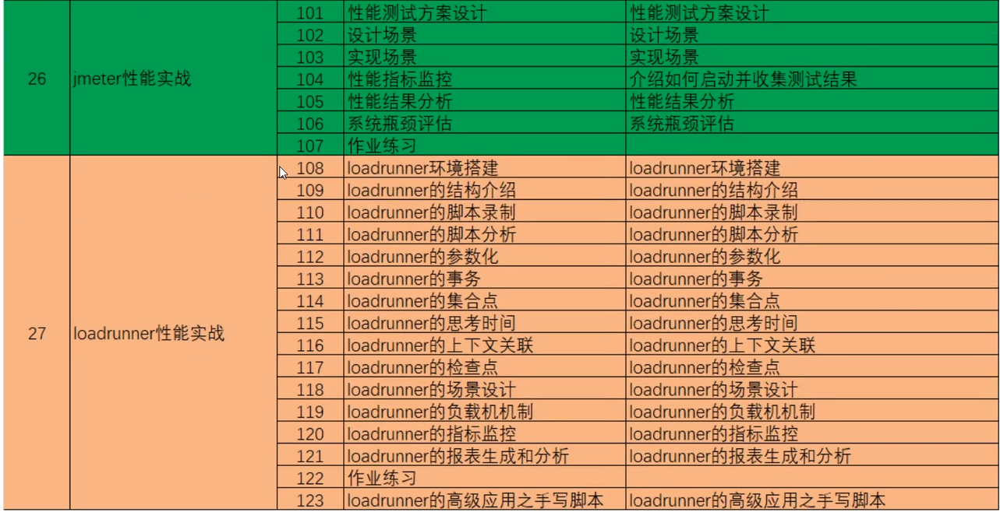 101 性能测试方案设计 性能测试方案设计
102 设计场景 设计场景
103 实现场景 实现场景
26 jmeter性能实战 104 性能指标监控 介绍如何启动并收集测试结果
105 性能结果分析 性能结果分析
106 系统瓶颈评估 系统瓶颈评估
107 作业练习
108 loadrunner环境搭建 loadrunner环境搭建
109 loadrunner的结构介绍 loadrunner的结构介绍
110 loadrunner的脚本录制 loadrunner的脚本录制
111 loadrunner的脚本分析 loadrunner的脚本分析
112 loadrunner的参数化 loadrunner的参数化
113 loadrunner的事务 loadrunner的事务
114 loadrunner的集合点 loadrunner的集合点
115 loadrunner的思考时间 loadrunner的思考时间
27 loadrunner性能实战 116 loadrunner的上下文关联 loadrunner的上下文关联
117 loadrunner的检查点 loadrunner的检查点
118 loadrunner的场景设计 loadrunner的场景设计
119 loadrunner的负载机机制 loadrunner的负载机机制
120 loadrunner的指标监控 loadrunner的指标监控
121 loadrunner的报表生成和分析 loadrunner的报表生成和分析
122 作业练习
123 loadrunner的高级应用之手写脚本 loadrunner的高级应用之手写脚本